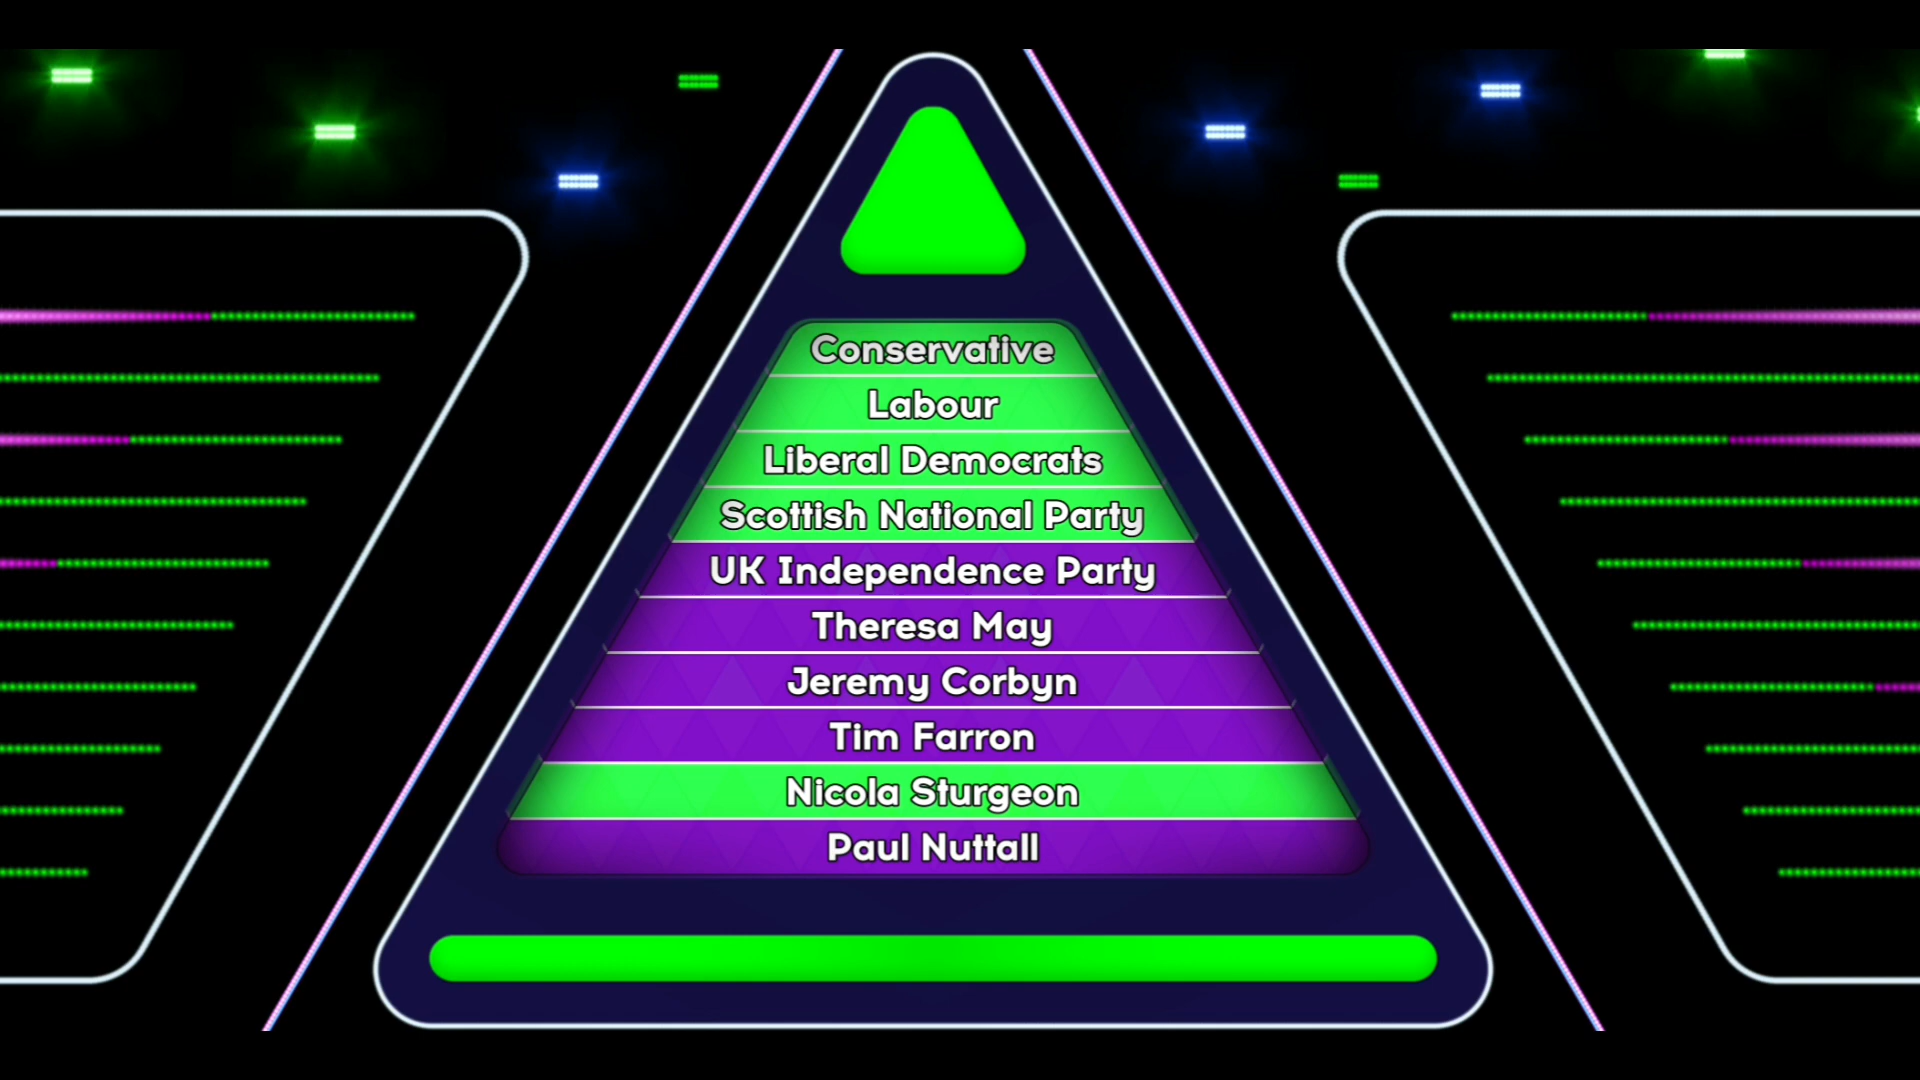 Conservative
Labour
Liberal Democrats
Scottish National Party
UK Independence Party
Theresa May
Jeremy Corbyn
Tim Farron
Nicola Sturgeon
Paul Nuttall